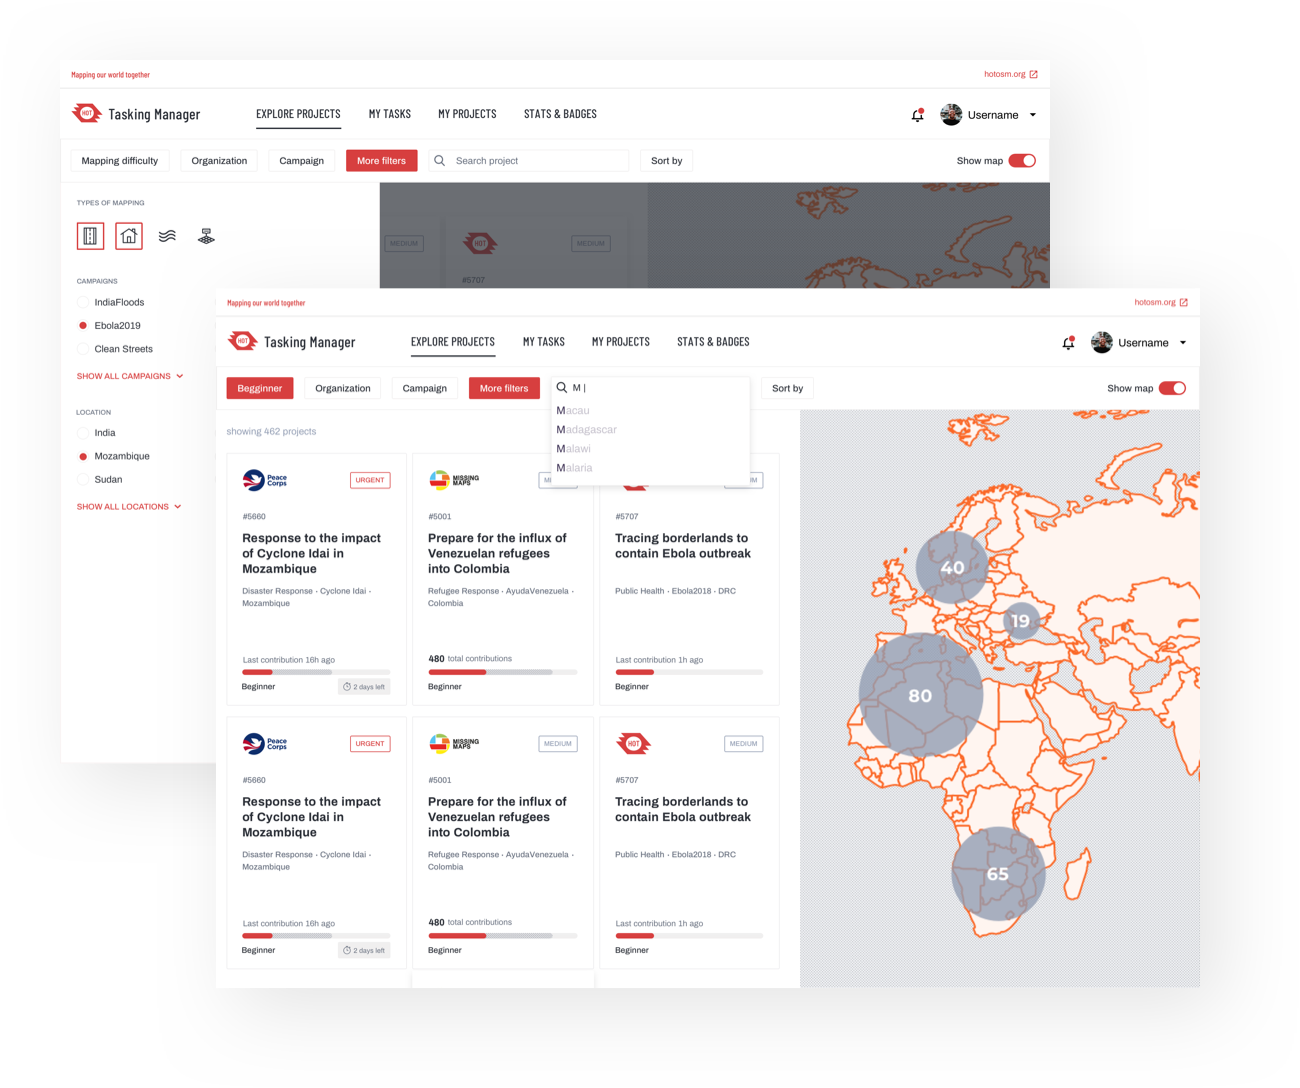 Mapping our world together
hotosm.org
HOT
Tasking Manager
EXPLORE PROJECTS
MY TASKS
MY PROJECTS
STATS & BADGES
Username
Mapping difficulty
Organization
Campaign
More filters
Search project
Sort by
Show map
TYPES OF MAPPING
MEDIUM
HOT
MEDIUM
#5707
CAMPAIGNS
IndiaFloods
Ebola2019
Clean Streets
SHOW ALL CAMPAIGNS
LOCATION
India
Mozambique
Sudan
SHOW ALL LOCATIONS
Mapping our world together
hotosm.org
HOT
Tasking Manager
EXPLORE PROJECTS
MY TASKS
MY PROJECTS
STATS & BADGES
Username
Begginner
Organization
Campaign
More filters
M |
Sort by
Show map
Macau
Madagascar
Malawi
Malaria
showing 462 projects
Peace
Corps
URGENT
#5660
Response to the impact
of Cyclone Idai in
Mozambique
Disaster Response · Cyclone Idai ·
Mozambique
Last contribution 16h ago
Beginner
2 days left
MISSING
MAPS
#5001
Prepare for the influx of
Venezuelan refugees
into Colombia
Refugee Response · AyudaVenezuela ·
Colombia
480 total contributions
Beginner
#5707
Tracing borderlands to
contain Ebola outbreak
Public Health · Ebola2018 · DRC
Last contribution 1h ago
Beginner
Peace
Corps
URGENT
#5660
Response to the impact
of Cyclone Idai in
Mozambique
Disaster Response · Cyclone Idai ·
Mozambique
Last contribution 16h ago
Beginner
2 days left
MISSING
MAPS
MEDIUM
#5001
Prepare for the influx of
Venezuelan refugees
into Colombia
Refugee Response · AyudaVenezuela ·
Colombia
480 total contributions
Beginner
HOT
MEDIUM
#5707
Tracing borderlands to
contain Ebola outbreak
Public Health · Ebola2018 · DRC
Last contribution 1h ago
Beginner
40
19
80
65